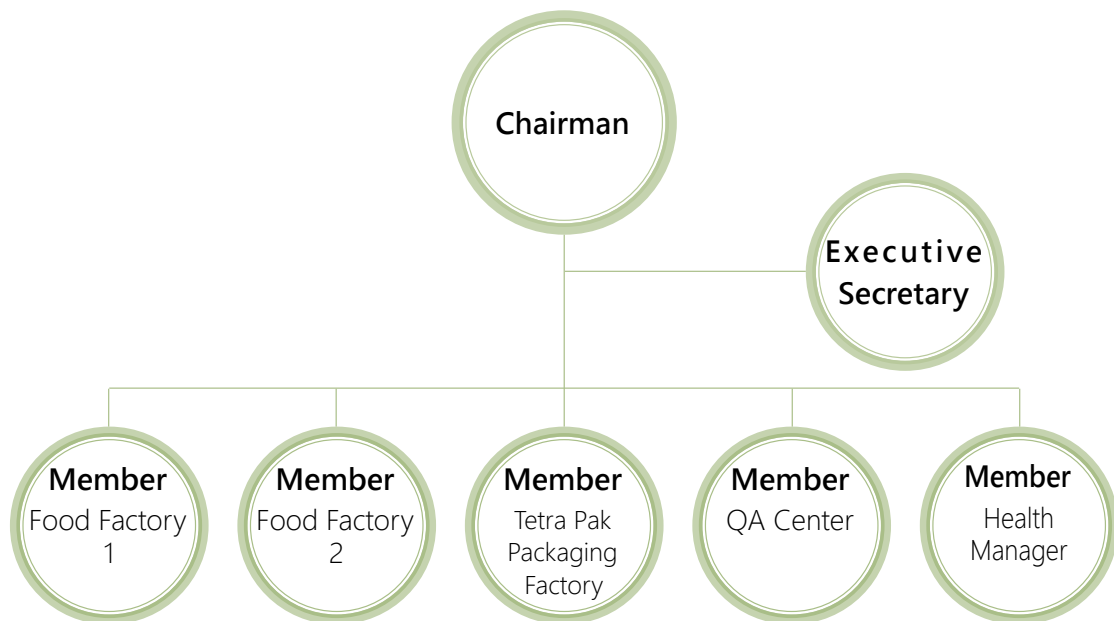 Chairman
Executive
Secretary
Member
Food Factory
1
Member
Food Factory
2
Member
Tetra Pak
Packaging
Factory
Member
QA Center
Member
Health
Manager